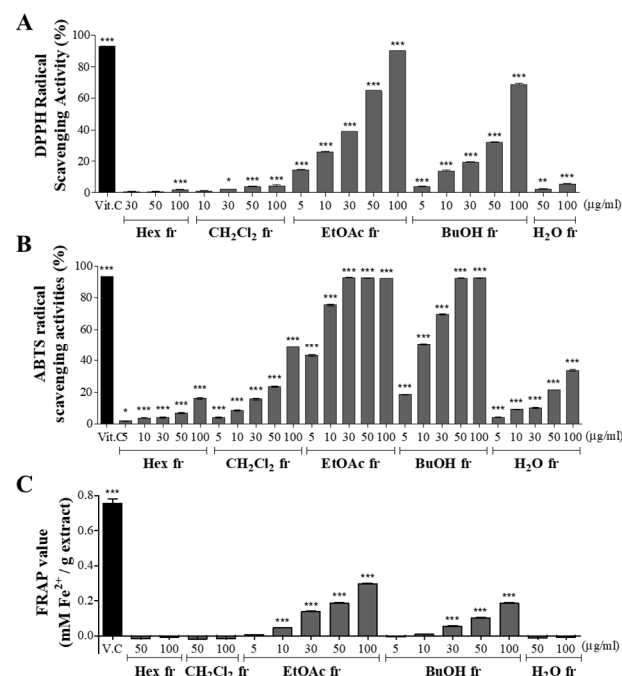 A
DPPH Radical
Scavenging Activity (%)
100
80
60
40
20
0
*** *** * *** *** *** *** *** *** *** *** *** *** *** *** ** ***
Vit.C 30 50 100 10 30 50 100 5 10 30 50 100 5 10 30 50 100 50 100 (µg/ml)
Hex fr CH₂Cl₂ fr EtOAc fr BuOH fr H₂O fr
B
ABTS radical
scavenging activities (%)
100
80
60
40
20
0
*** * *** *** *** *** *** *** *** *** *** *** *** *** *** *** *** *** *** *** *** *** *** *** *** ***
Vit.C 5 10 30 50 100 5 10 30 50 100 5 10 30 50 100 5 10 30 50 100 5 10 30 50 100 (µg/ml)
Hex fr CH₂Cl₂ fr EtOAc fr BuOH fr H₂O fr
C
FRAP value
(mM Fe²⁺ / g extract)
0.8
0.6
0.4
0.2
0.0
*** *** *** *** *** *** *** ***
V.C 50 100 50 100 5 10 30 50 100 5 10 30 50 100 50 100 (µg/ml)
Hex fr CH₂Cl₂ fr EtOAc fr BuOH fr H₂O fr